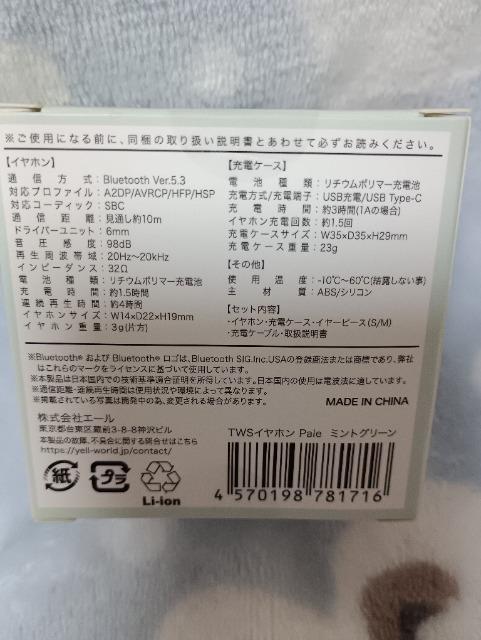 ※ご使用になる前に、同梱の取り扱い説明書とあわせて必ずお読みください。
【イヤホン】
通信方式：Bluetooth Ver.5.3
対応プロファイル：A2DP/AVRCP/HFP/HSP
対応コーディック：SBC
通信距離：見通し約10m
ドライバーユニット：6mm
音圧感度：98dB
再生周波数帯域：20Hz～20kHz
インピーダンス：32Ω
電池種類：リチウムポリマー充電池
充電時間：約1.5時間
連続再生時間：約4時間
イヤホンサイズ：W14×D22×H19mm
イヤホン重量：3g(片方)
【充電ケース】
電池種類：リチウムポリマー充電池
充電方式/充電端子：USB充電/USB Type-C
充電時間：約3時間(1Aの場合)
イヤホン充電回数：約1.5回
充電ケースサイズ：W35×D35×H29mm
充電ケース重量：23g
【その他】
使用温度：-10℃～60℃(結露しない事)
主材質：ABS/シリコン
【セット内容】
・イヤホン・充電ケース・イヤーピース(S/M)
・充電ケーブル・取扱説明書
※Bluetooth® および Bluetooth® ロゴは、Bluetooth SIG,Inc.USAの登録商法または商標であり、弊社
はこれらのマークをライセンスに基づいて使用しています。
※本製品は日本国内での技術基準適合証明を所得しています。日本国内の使用は電波法に適しています。
※通信距離・連続再生時間は使用状況や環境によって異なります。
※掲載されている写真は開発中の為、変更される場合があります。
MADE IN CHINA
株式会社エール
東京都台東区蔵前3-8-8神沢ビル
本製品の故障、不具合に関するお問合せはこちら
https://yell-world.jp/contact/
紙
プラ
Li-ion
TWSイヤホン Pale ミントグリーン
4 570198 781716